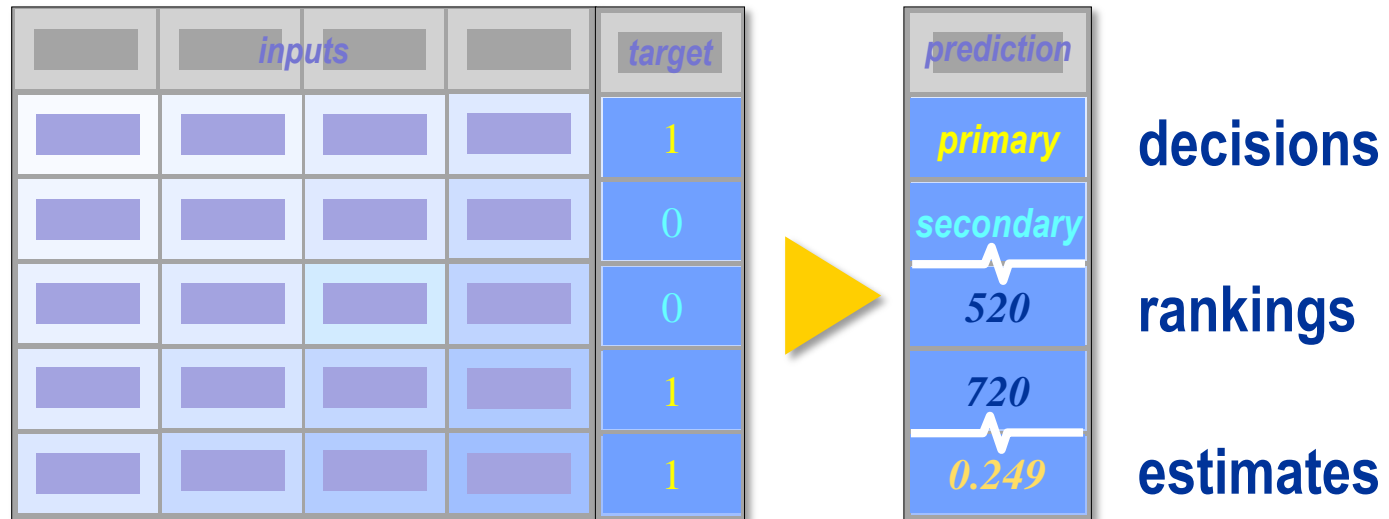 inputs target prediction
1 primary decisions
0 secondary
0 520 rankings
1 720
1 0.249 estimates